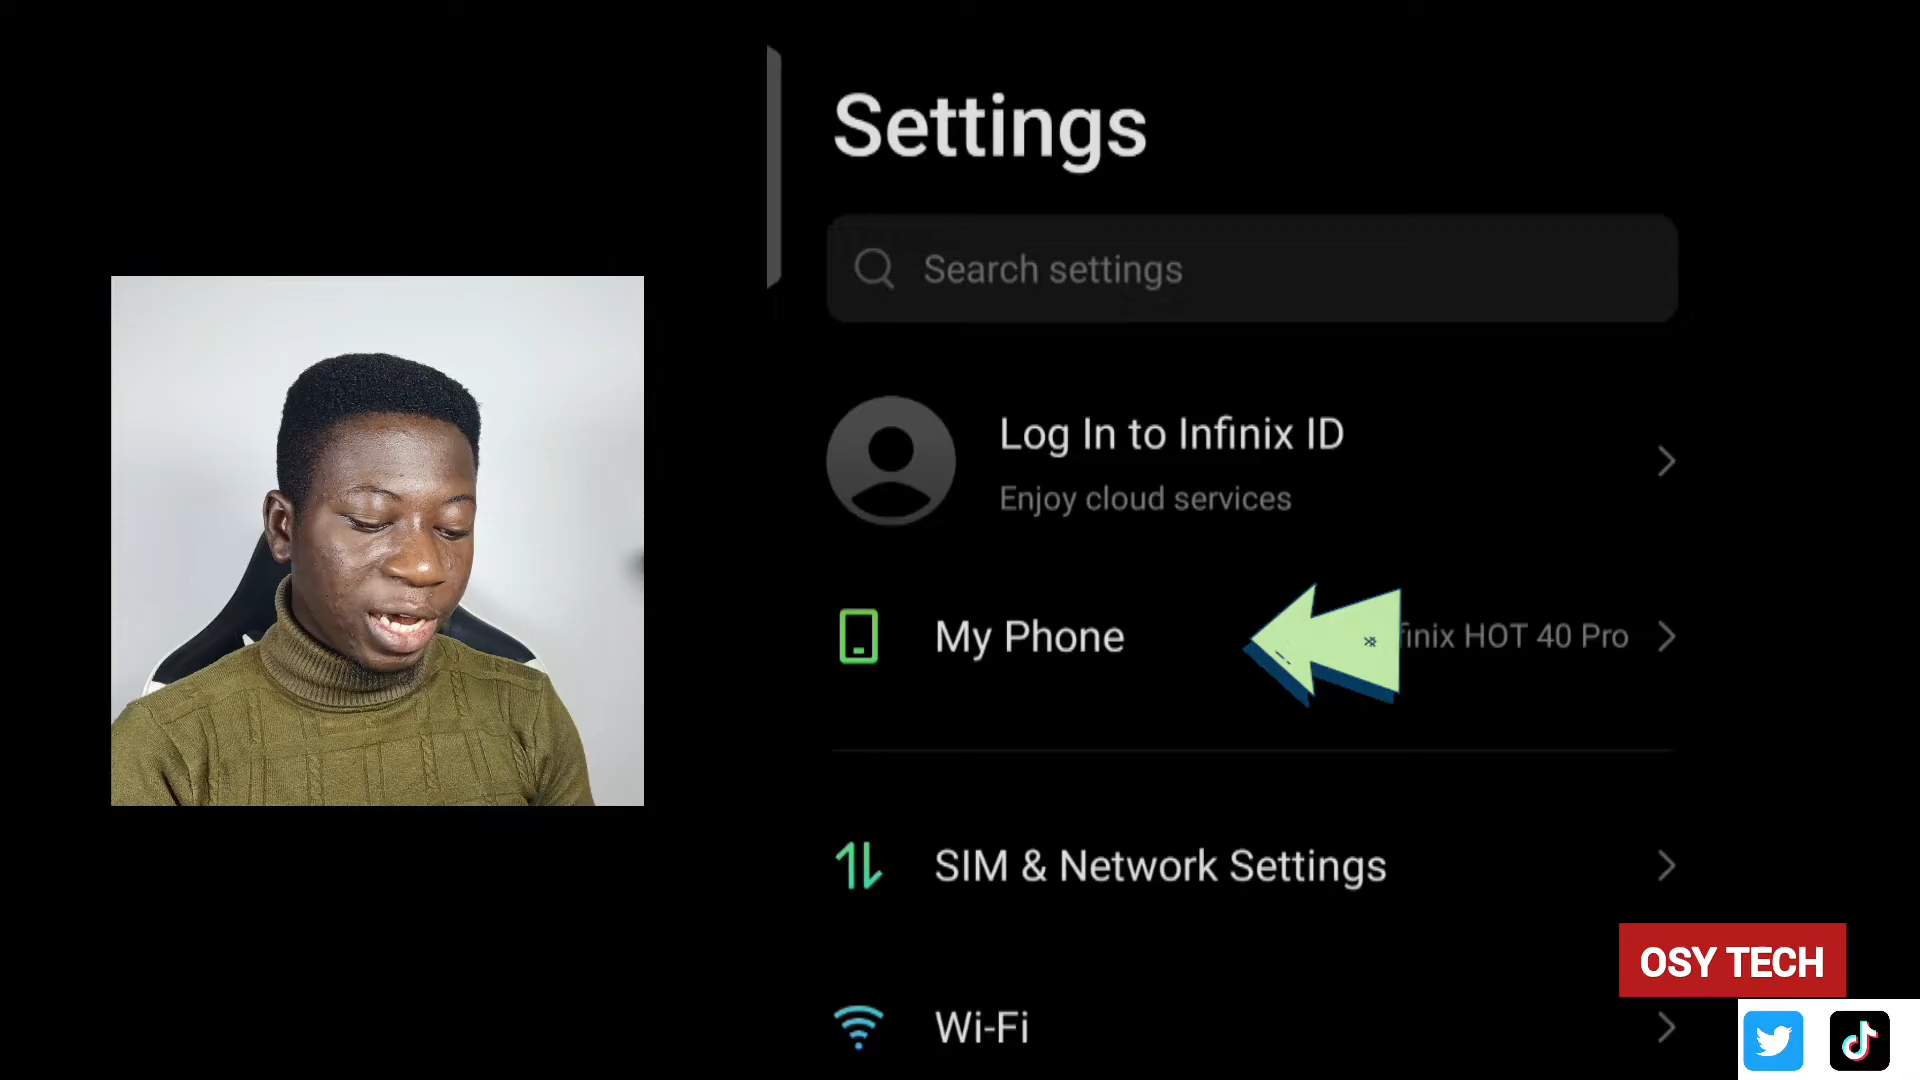 Settings
Search settings
Log In to Infinix ID
Enjoy cloud services
My Phone
finix HOT 40 Pro
SIM & Network Settings
OSY TECH
Wi-Fi